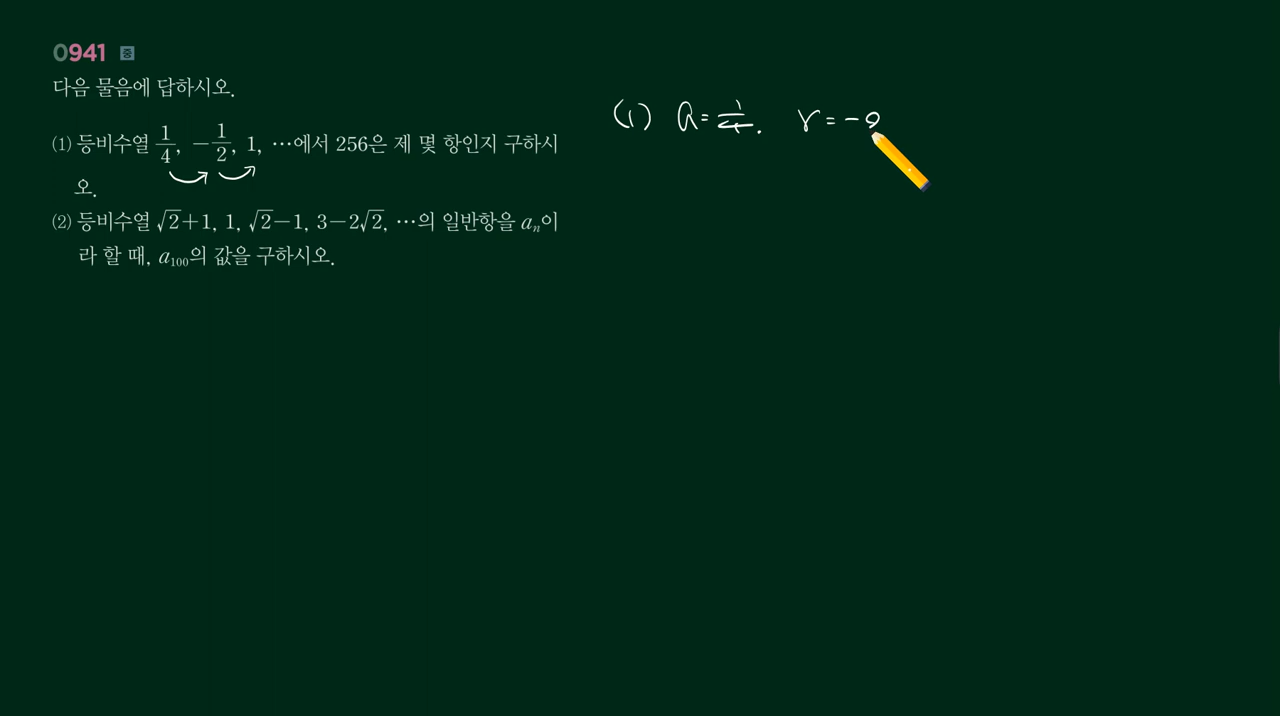 0941 중
다음 물음에 답하시오.
(1) 등비수열 1/4, -1/2, 1, ⋯에서 256은 제 몇 항인지 구하시
오.
(2) 등비수열 √2+1, 1, √2-1, 3-2√2, ⋯의 일반항을 aₙ이
라 할 때, a₁₀₀의 값을 구하시오.
(1) a = 1/4. r = -